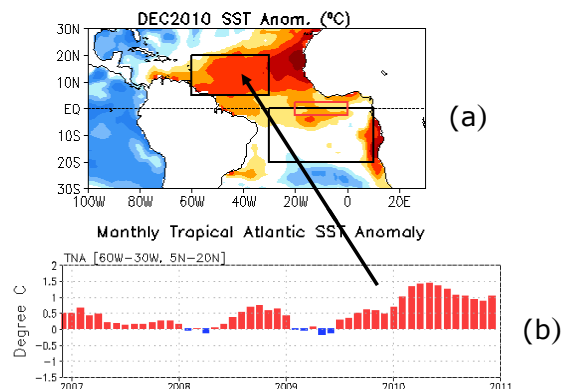 DEC2010 SST Anom. (°C)
30N
20N
10N
EQ
10S
20S
30S
100W 80W 60W 40W 20W 0 20E
(a)
Monthly Tropical Atlantic SST Anomaly
TNA [60W-30W, 5N-20N]
Degree C
2
1.5
1
0.5
0
-0.5
-1
-1.5
2007 2008 2009 2010 2011
(b)